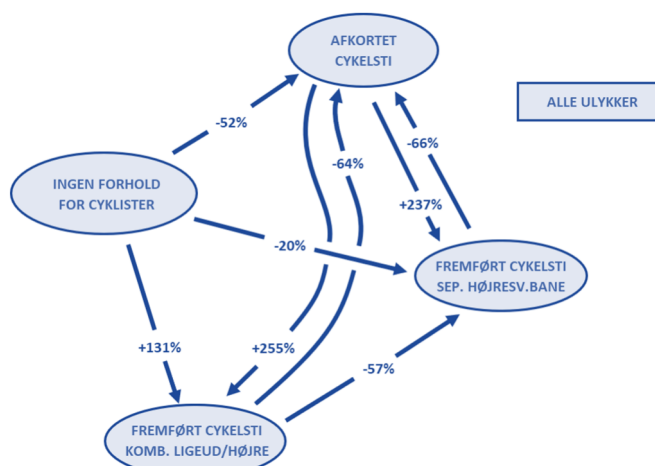 AFKORTET
CYKELSTI
ALLE ULYKKER
-52%
-66%
-64%
INGEN FORHOLD
FOR CYKLISTER
+237%
-20%
FREMFØRT CYKELSTI
SEP. HØJRESV.BANE
+131%
+255%
-57%
FREMFØRT CYKELSTI
KOMB. LIGEUD/HØJRE